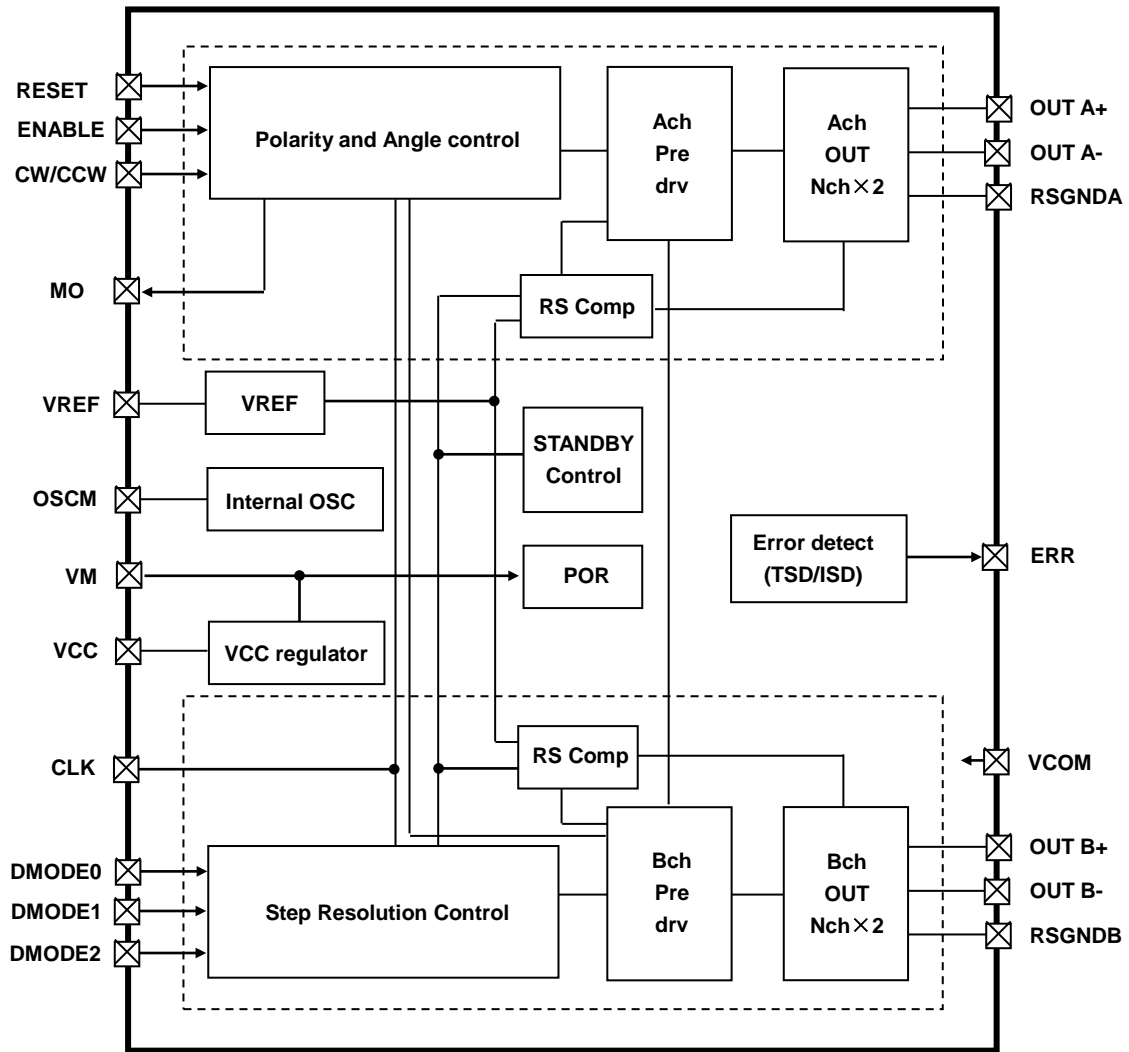 RESET
ENABLE
CW/CCW
MO
VREF
OSCM
VM
VCC
CLK
DMODE0
DMODE1
DMODE2
Polarity and Angle control
Ach
Pre
drv
Ach
OUT
Nch×2
RS Comp
VREF
STANDBY
Control
Internal OSC
POR
Error detect
(TSD/ISD)
VCC regulator
RS Comp
Step Resolution Control
Bch
Pre
drv
Bch
OUT
Nch×2
OUT A+
OUT A-
RSGNDA
ERR
VCOM
OUT B+
OUT B-
RSGNDB